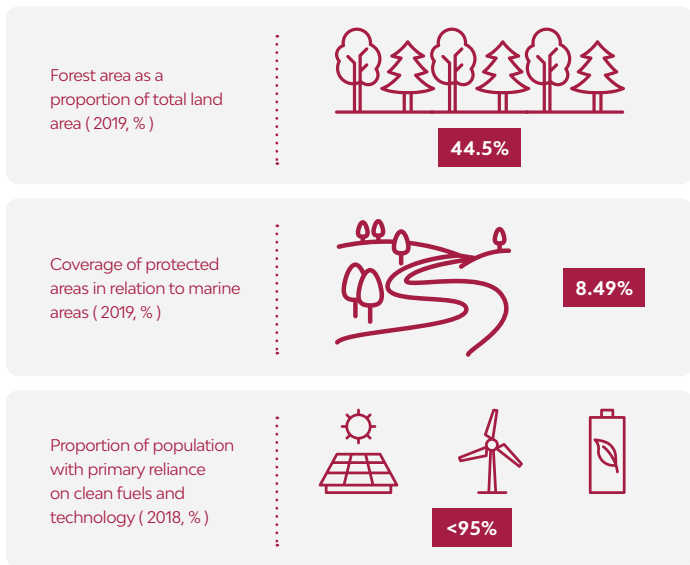 Forest area as a
proportion of total land
area ( 2019, % )
44.5%
Coverage of protected
areas in relation to marine
areas ( 2019, % )
8.49%
Proportion of population
with primary reliance
on clean fuels and
technology ( 2018, % )
<95%